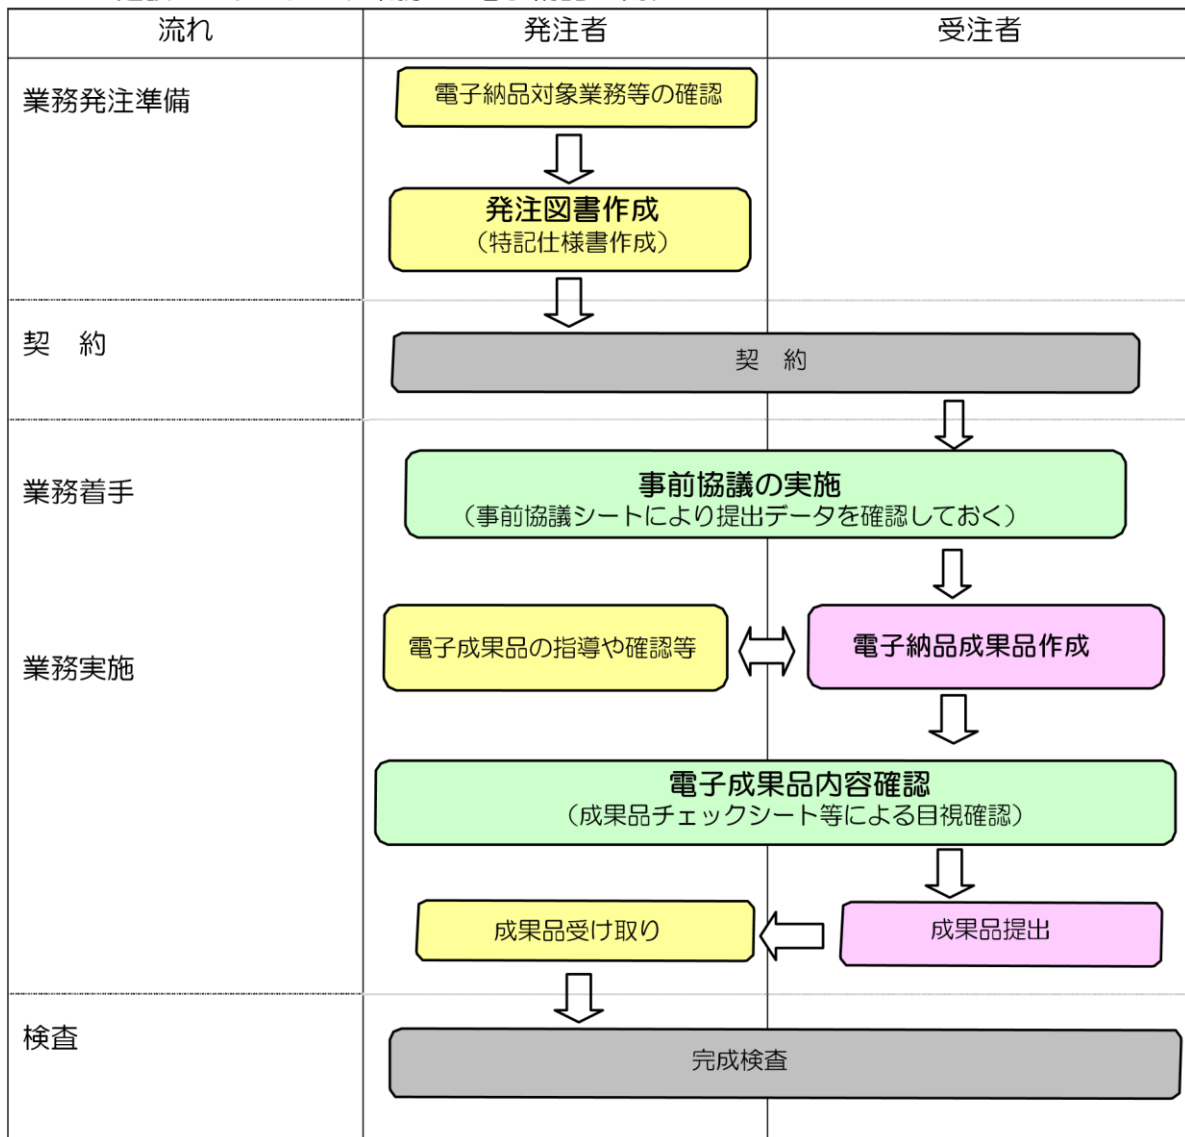 流れ
発注者
受注者
業務発注準備
電子納品対象業務等の確認
発注図書作成
（特記仕様書作成）
契　約
契　約
業務着手
事前協議の実施
（事前協議シートにより提出データを確認しておく）
業務実施
電子成果品の指導や確認等
電子納品成果品作成
電子成果品内容確認
（成果品チェックシート等による目視確認）
成果品受け取り
成果品提出
検査
完成検査